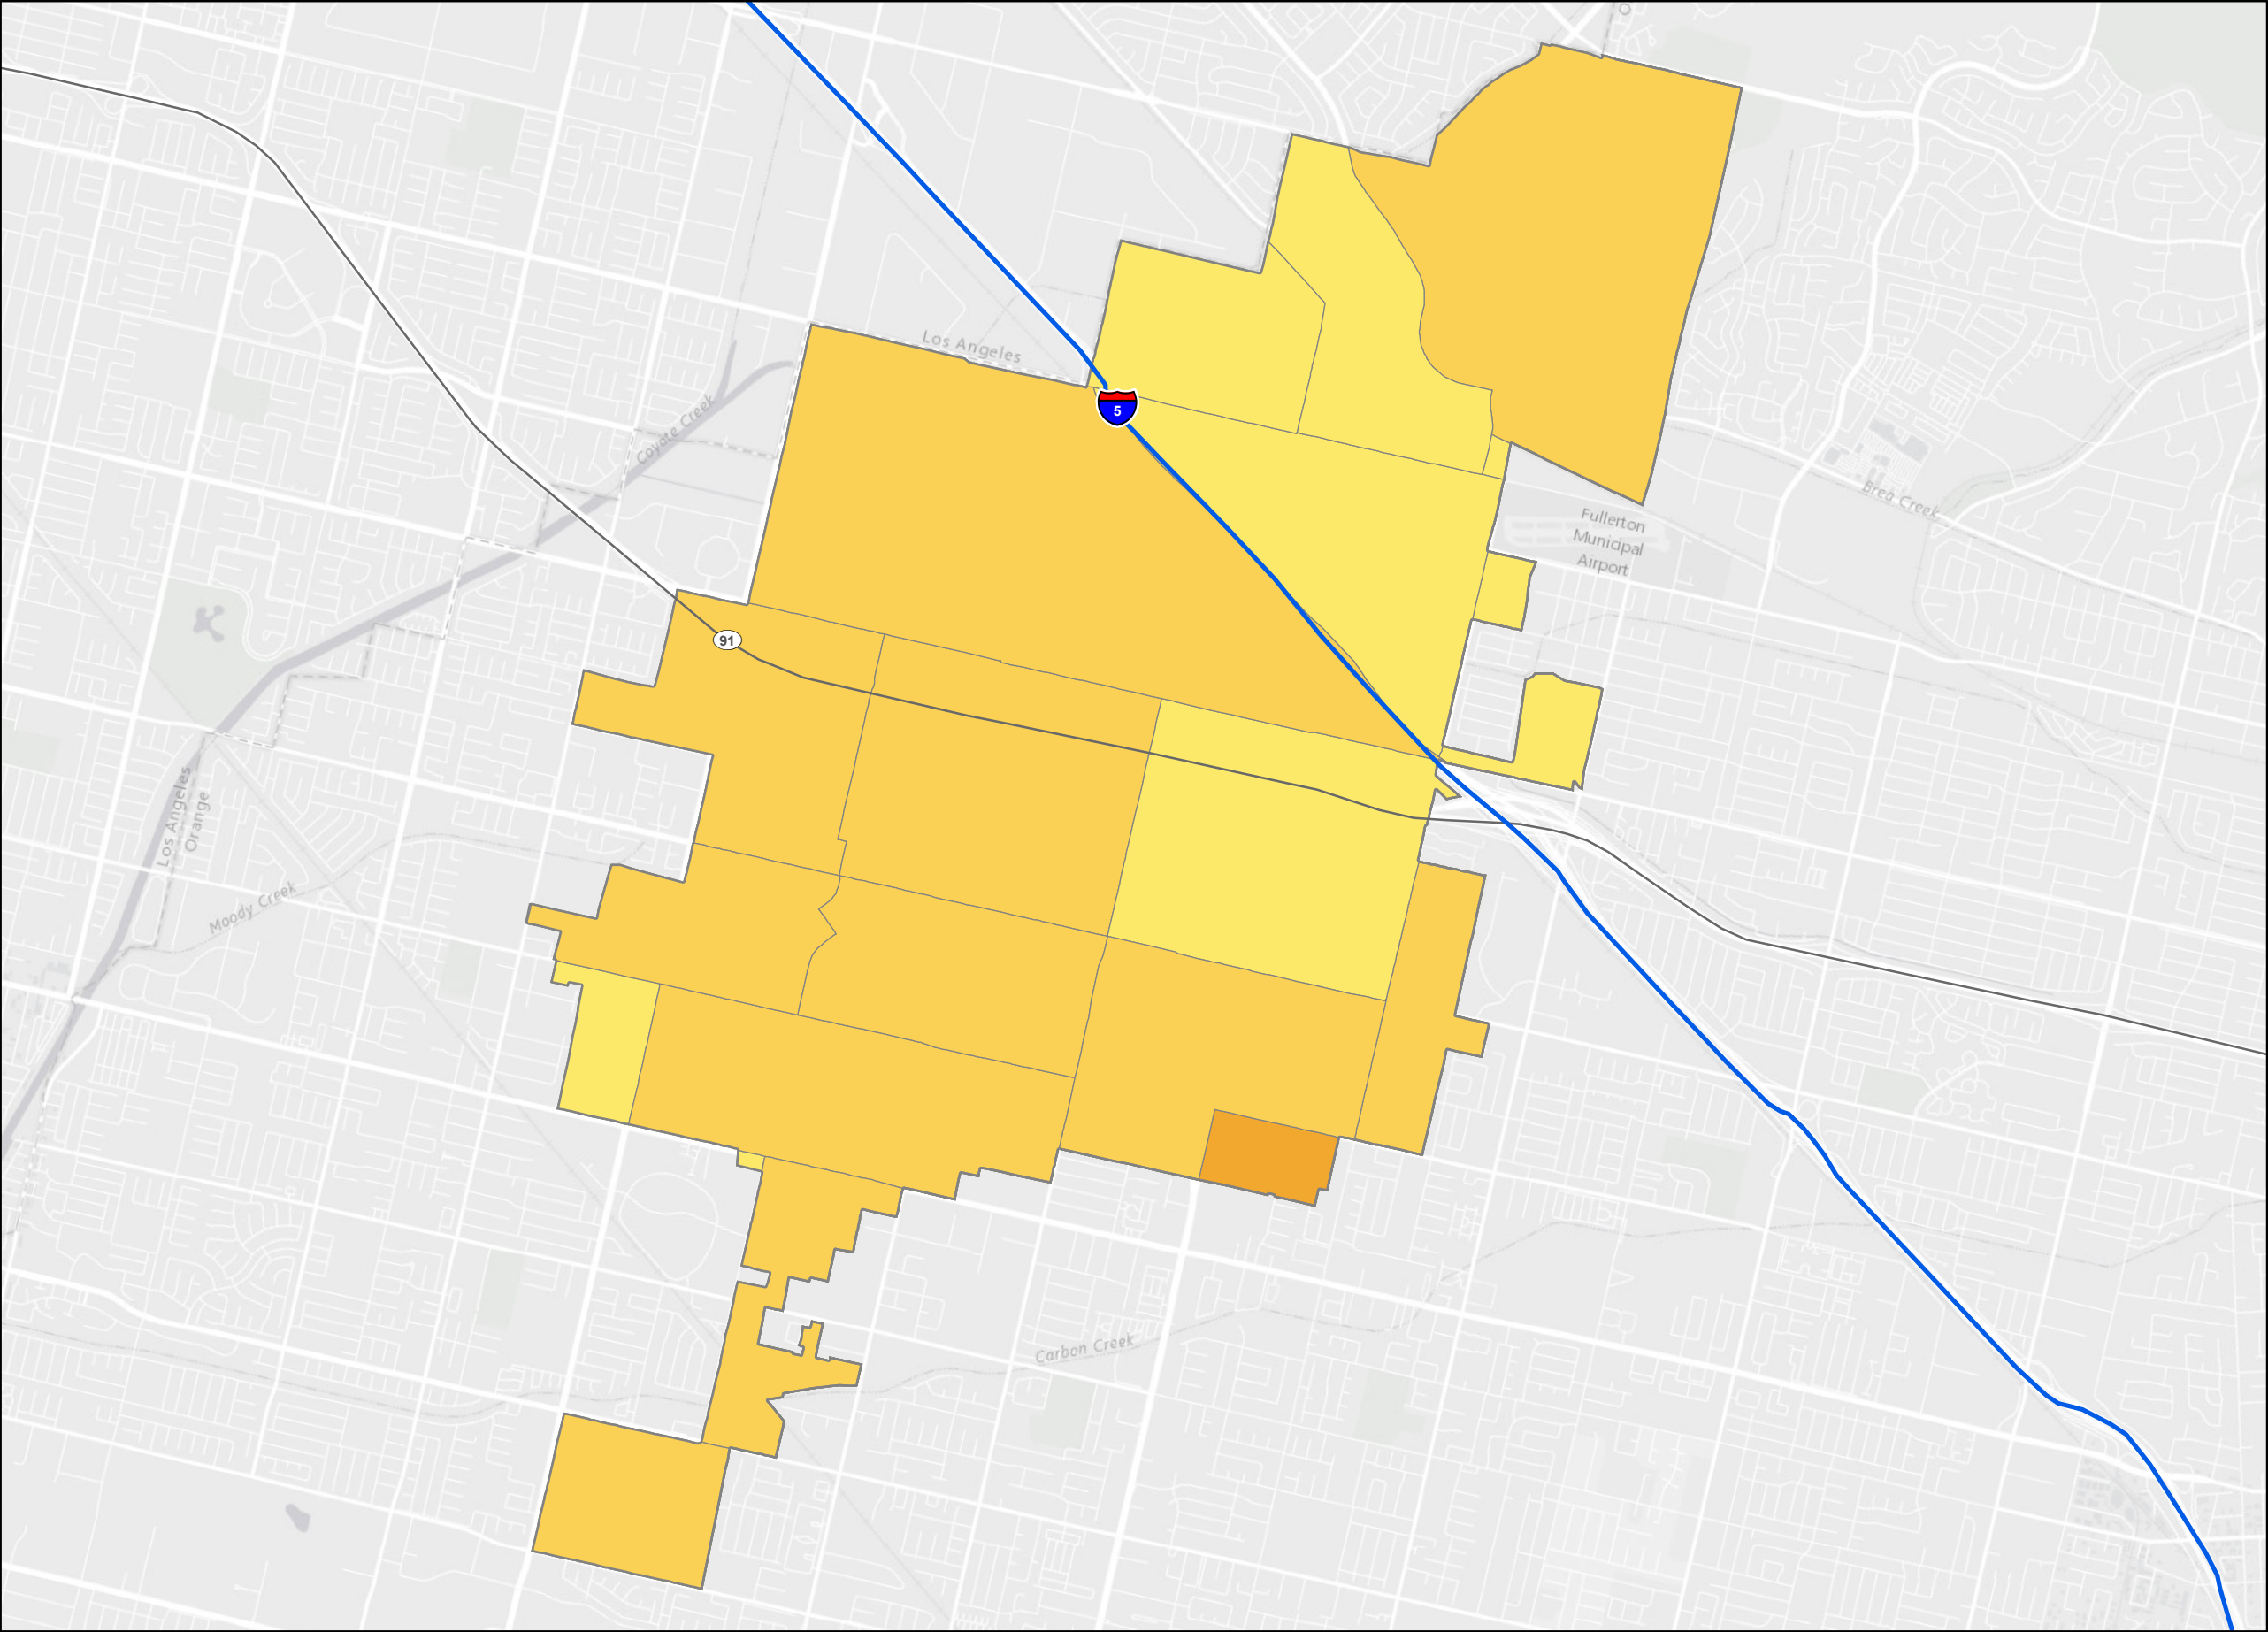 Los Angeles
5
Coyote Creek
Brea Creek
Fullerton
Municipal
Airport
91
Los Angeles
Orange
Moody Creek
Carbon Creek